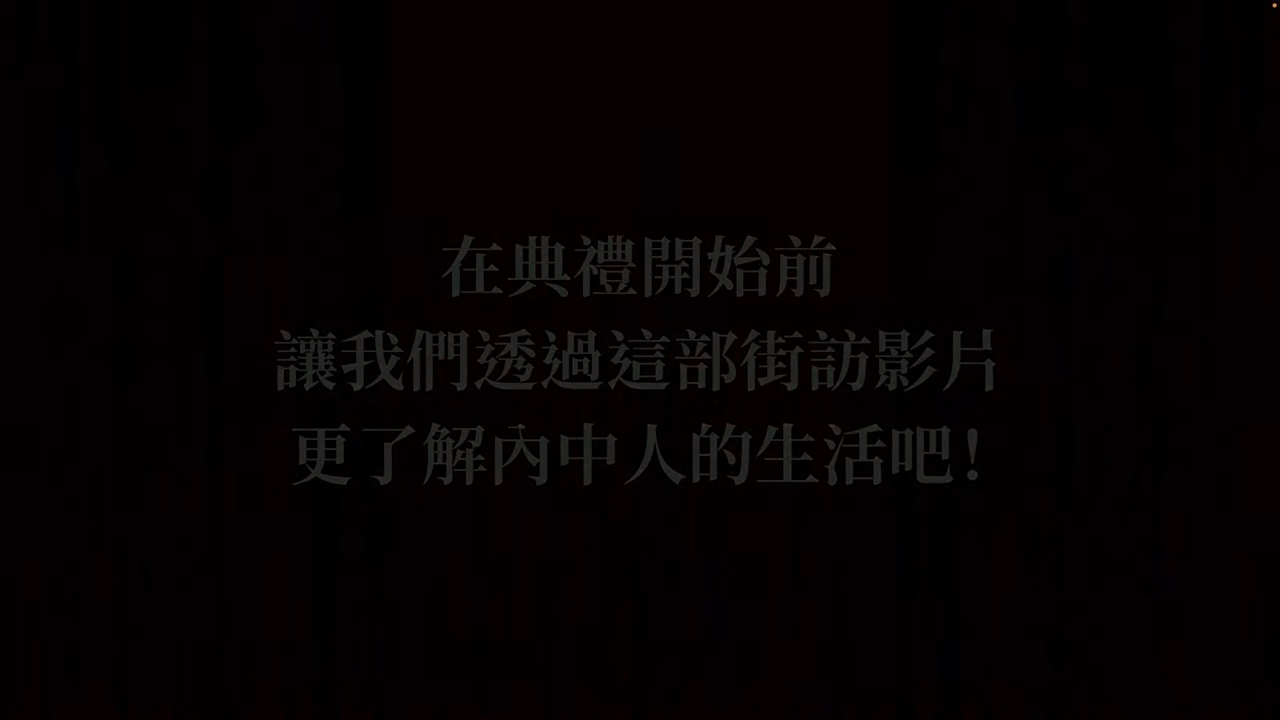 在典禮開始前
讓我們透過這部街訪影片
更了解內中人的生活吧！